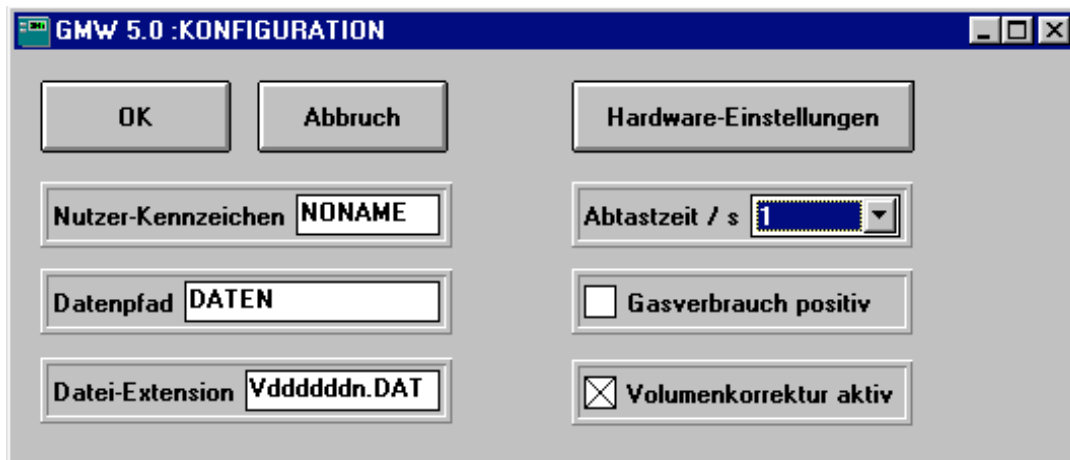 GMW 5.0 :KONFIGURATION
OK Abbruch Hardware-Einstellungen
Nutzer-Kennzeichen NONAME Abtastzeit / s 1
Datenpfad DATEN Gasverbrauch positiv
Datei-Extension Vddddddn.DAT Volumenkorrektur aktiv